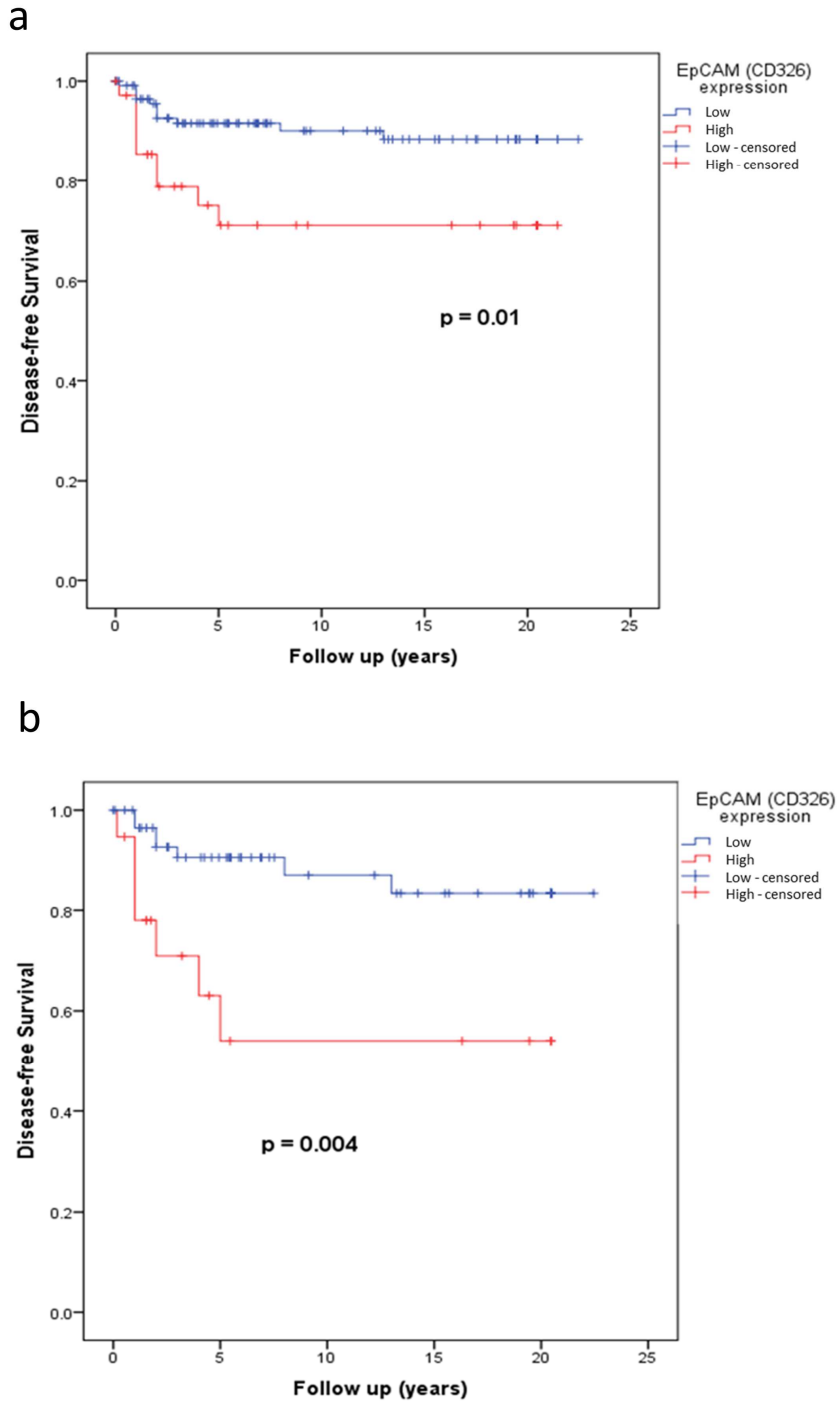 a
EpCAM (CD326)
expression
Low
High
Low - censored
High - censored
1.0
0.8
0.6
0.4
0.2
0.0
Disease-free Survival
p = 0.01
0 5 10 15 20 25
Follow up (years)
b
EpCAM (CD326)
expression
Low
High
Low - censored
High - censored
1.0
0.8
0.6
0.4
0.2
0.0
Disease-free Survival
p = 0.004
0 5 10 15 20 25
Follow up (years)